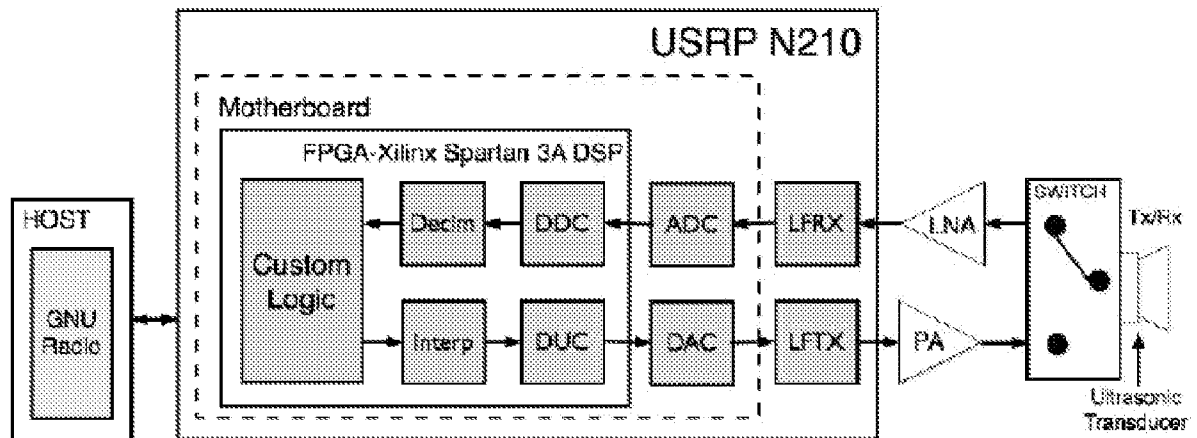 USRP N210
Motherboard
FPGA-Xilinx Spartan 3A DSP
HOST
GNU
Radio
Custom
Logic
Decim
DDC
ADC
LFRX
LNA
SWITCH
Tx/Rx
Interp
DUC
DAC
LFTX
PA
Ultrasonic
Transducer